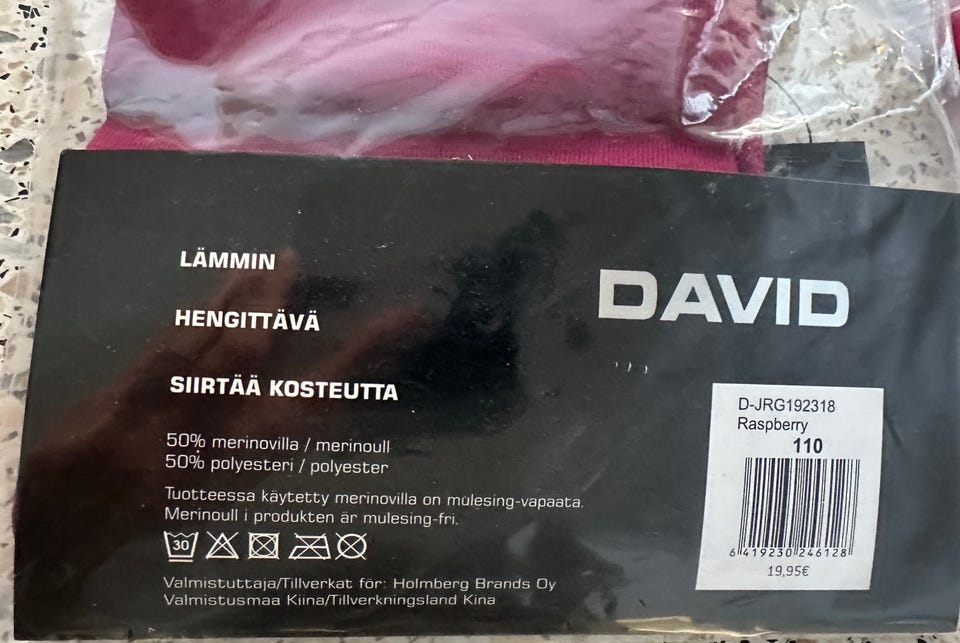 LÄMMIN
HENGITTÄVÄ
SIIRTÄÄ KOSTEUTTA
50% merinovilla / merinoull
50% polyesteri / polyester
Tuotteessa käytetty merinovilla on mulesing-vapaata.
Merinoull i produkten är mulesing-fri.
30
Valmistuttaja/Tillverkat för: Holmberg Brands Oy
Valmistusmaa Kiina/Tillverkningsland Kina
DAVID
D-JRG192318
Raspberry
110
6 419230 246128
19,95€